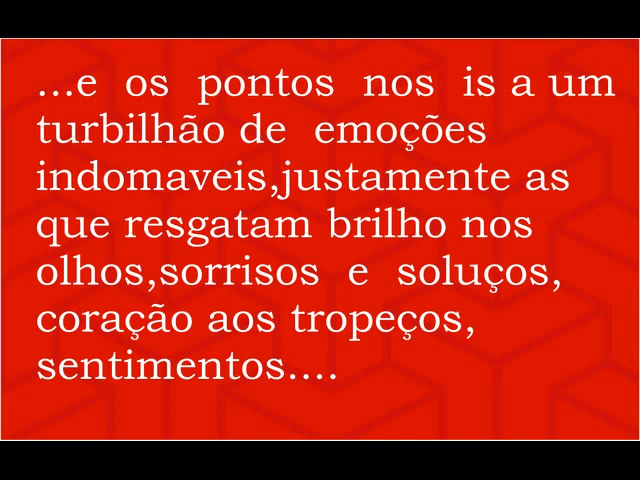 ...e os pontos nos is a um
turbilhão de emoções
indomaveis,justamente as
que resgatam brilho nos
olhos,sorrisos e soluços,
coração aos tropeços,
sentimentos....